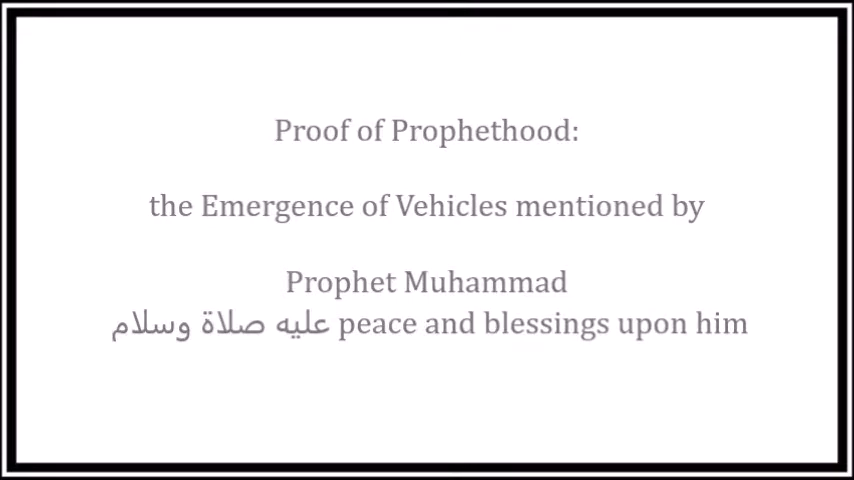 Proof of Prophethood:
the Emergence of Vehicles mentioned by
Prophet Muhammad
عليه صلاة وسلام peace and blessings upon him